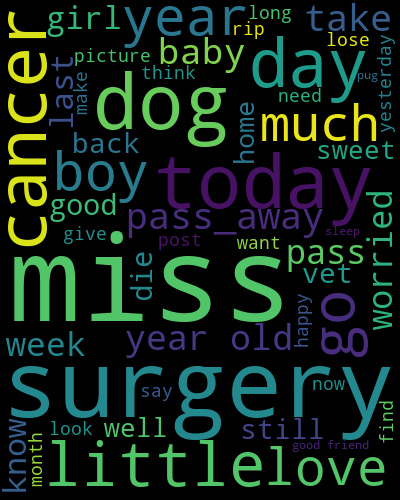 girl
year
long
take
rip
lose
picture
baby
day
cancer
last
make
think
pug
yesterday
dog
need
much
back
home
sweet
boy
today
good
pass_away
give
post
want
sleep
pass
worried
die
vet
miss
go
happy
week
year old
surgery
say
now
look
well
still
find
know
month
good friend
little
love